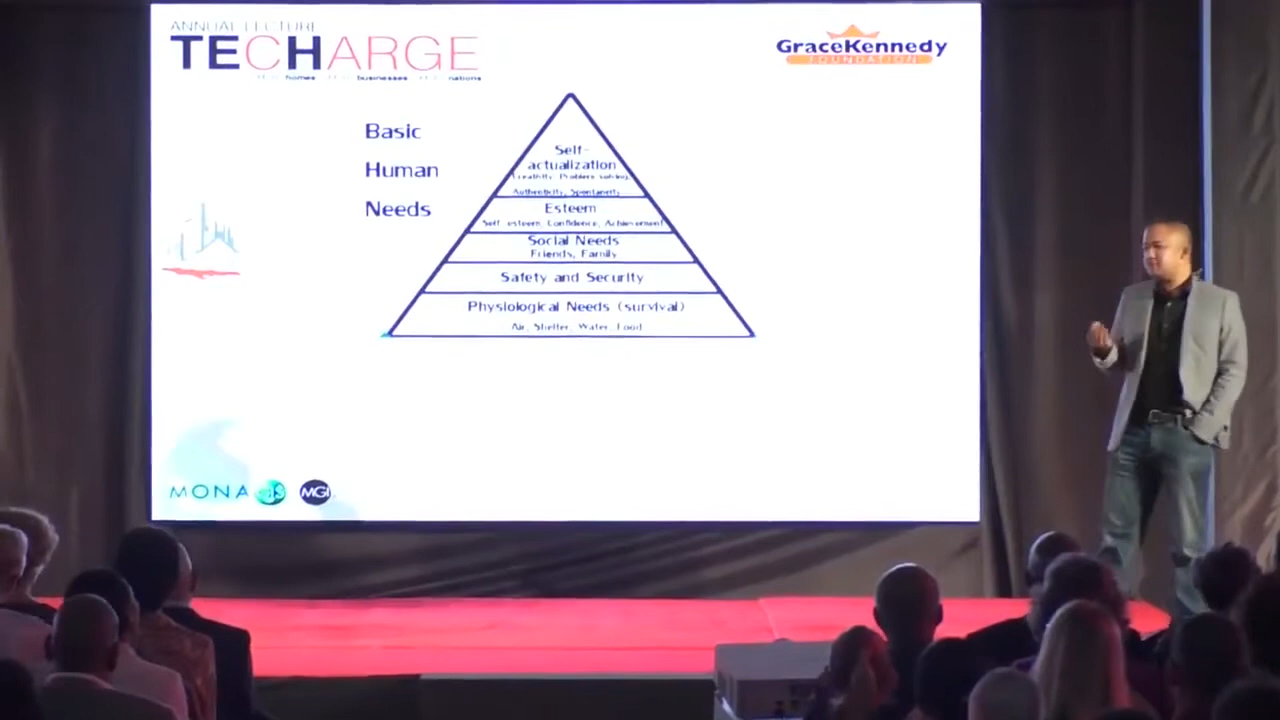 ANNUAL LECTURE
TECHARGE
homes businesses nations
GraceKennedy
FOUNDATION
Basic
Human
Needs
Self-
actualization
Creativity, Problem solving,
Authenticity, Spontaneity
Esteem
Self-esteem, Confidence, Achievement
Social Needs
Friends, Family
Safety and Security
Physiological Needs (survival)
Air, Shelter, Water, Food
MONA GIS MGI